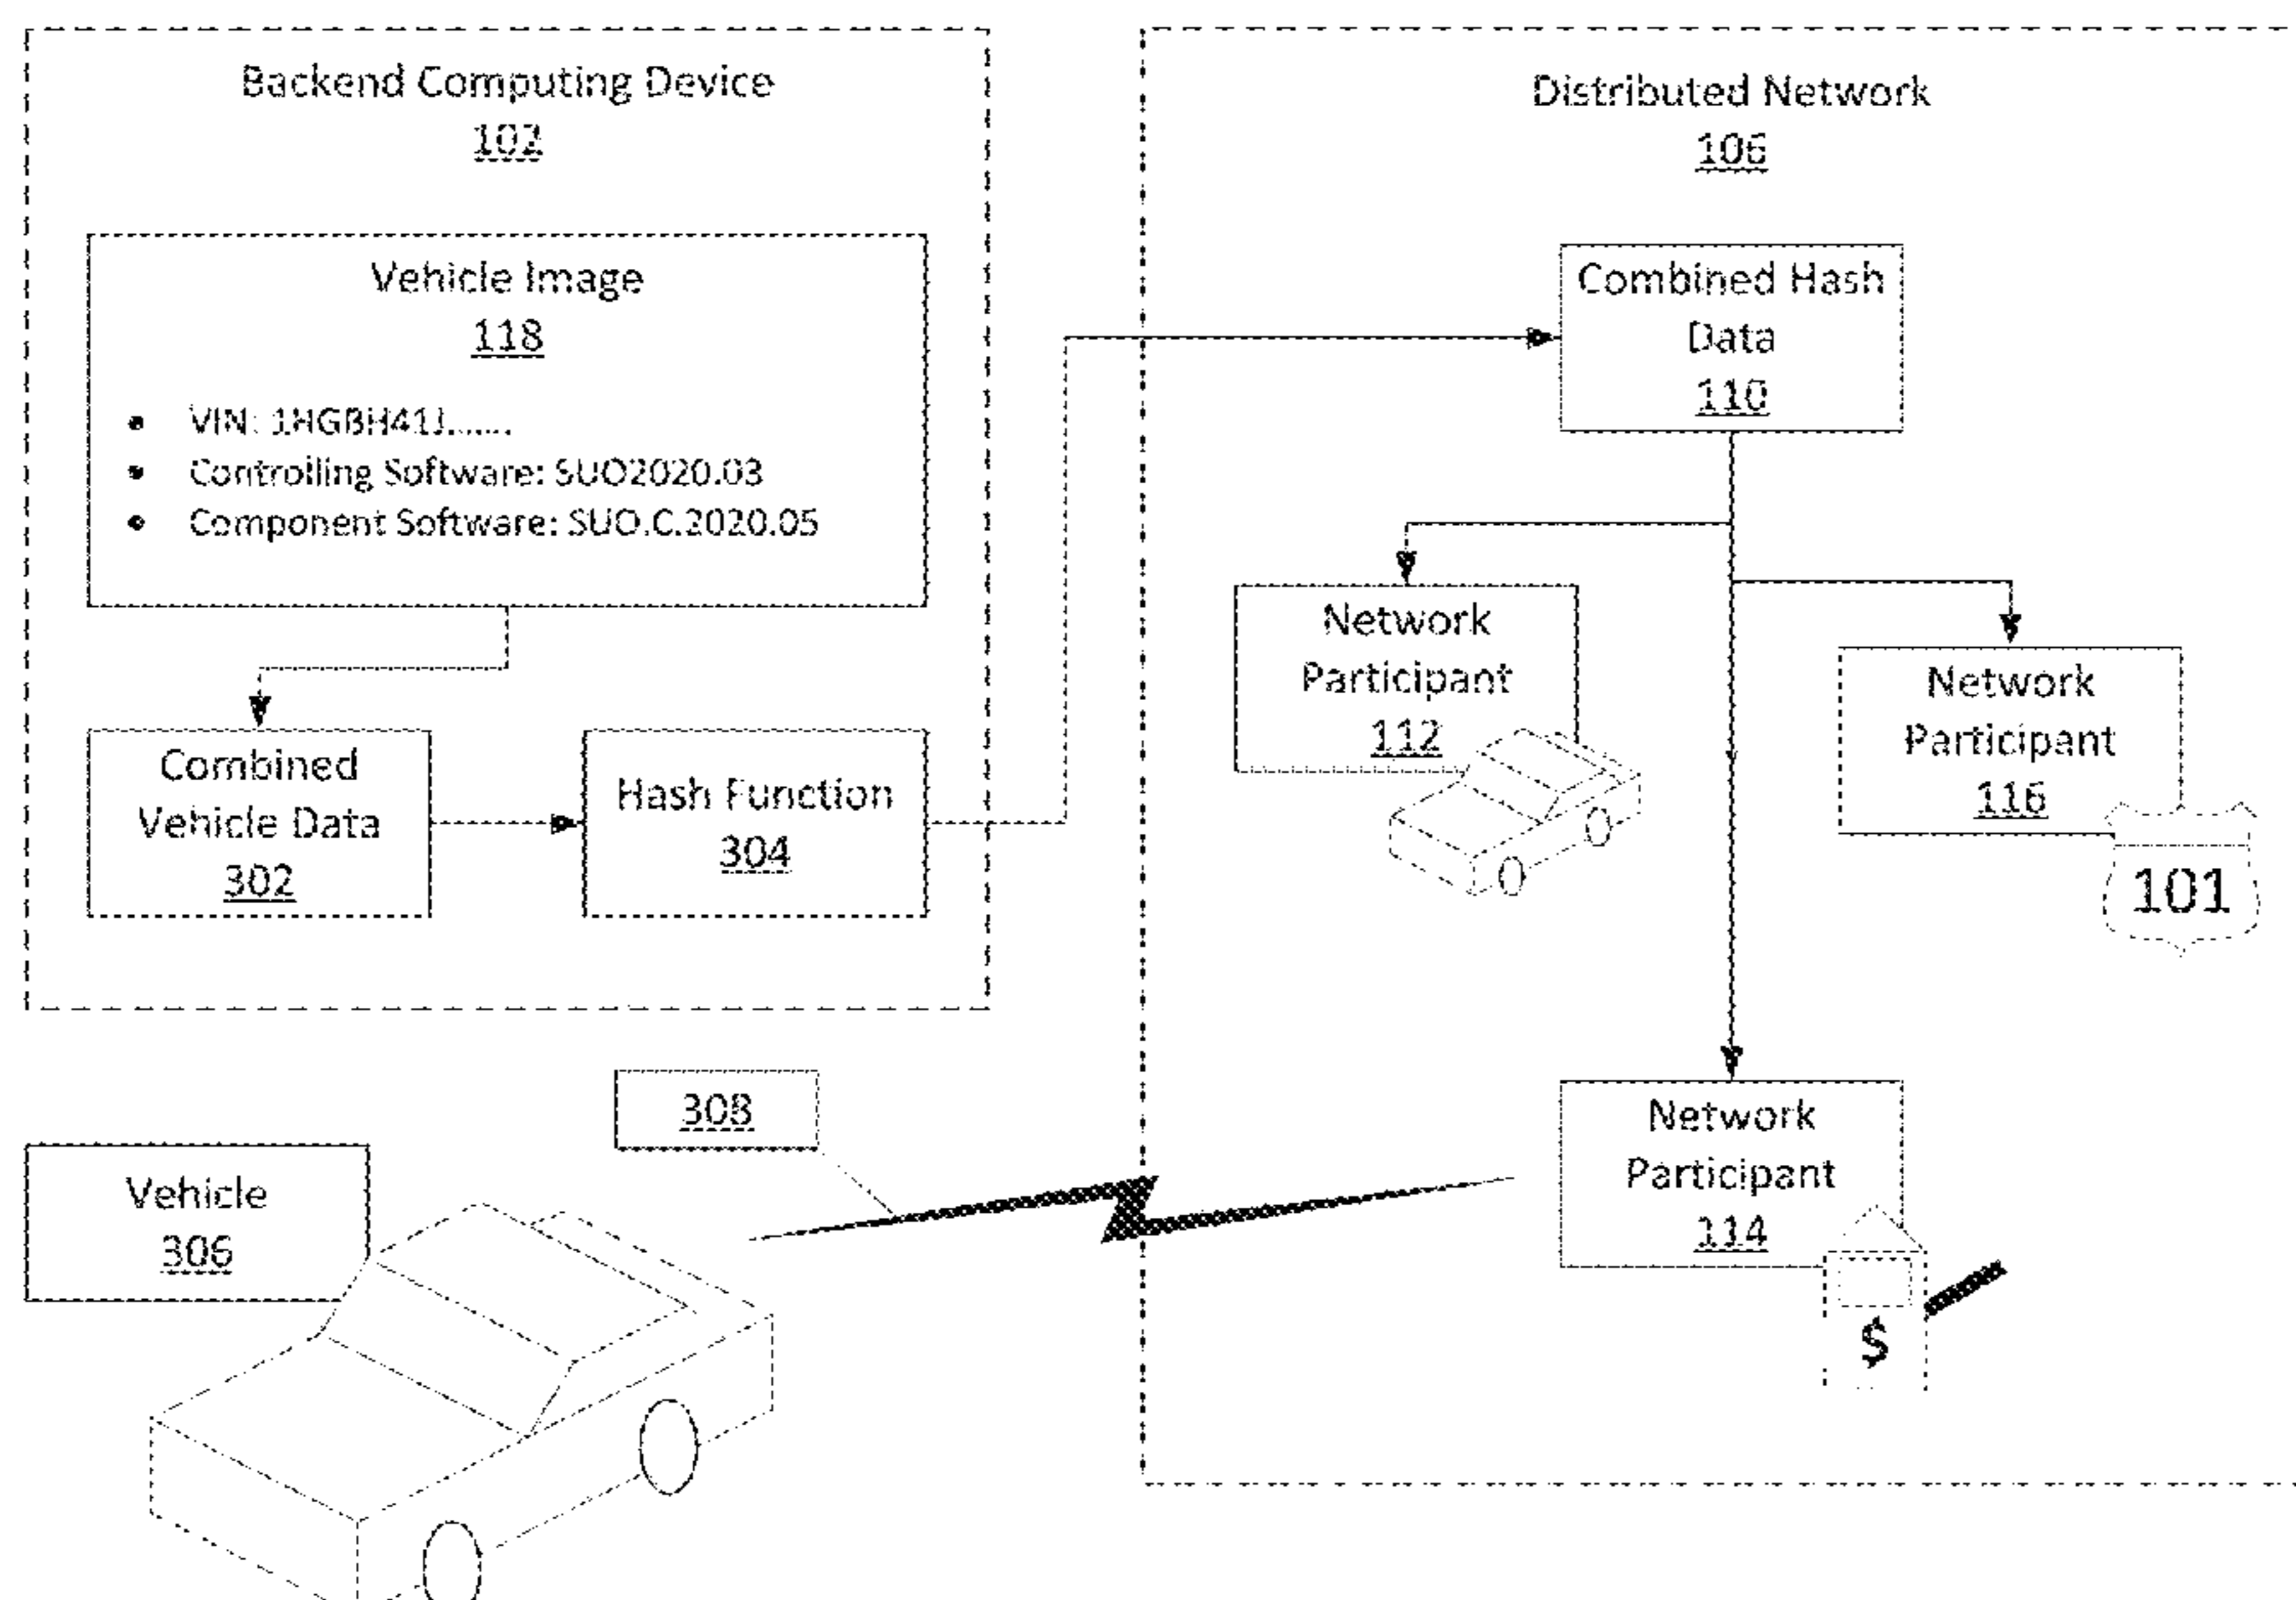 Backend Computing Device
102
Vehicle Image
118
• VIN: 1HGBH41J.......
• Controlling Software: SUO2020.03
• Component Software: SUO.C.2020.05
Combined
Vehicle Data
302
Hash Function
304
Distributed Network
106
Combined Hash
Data
110
Network
Participant
112
Network
Participant
116
101
Network
Participant
114
$
308
Vehicle
306